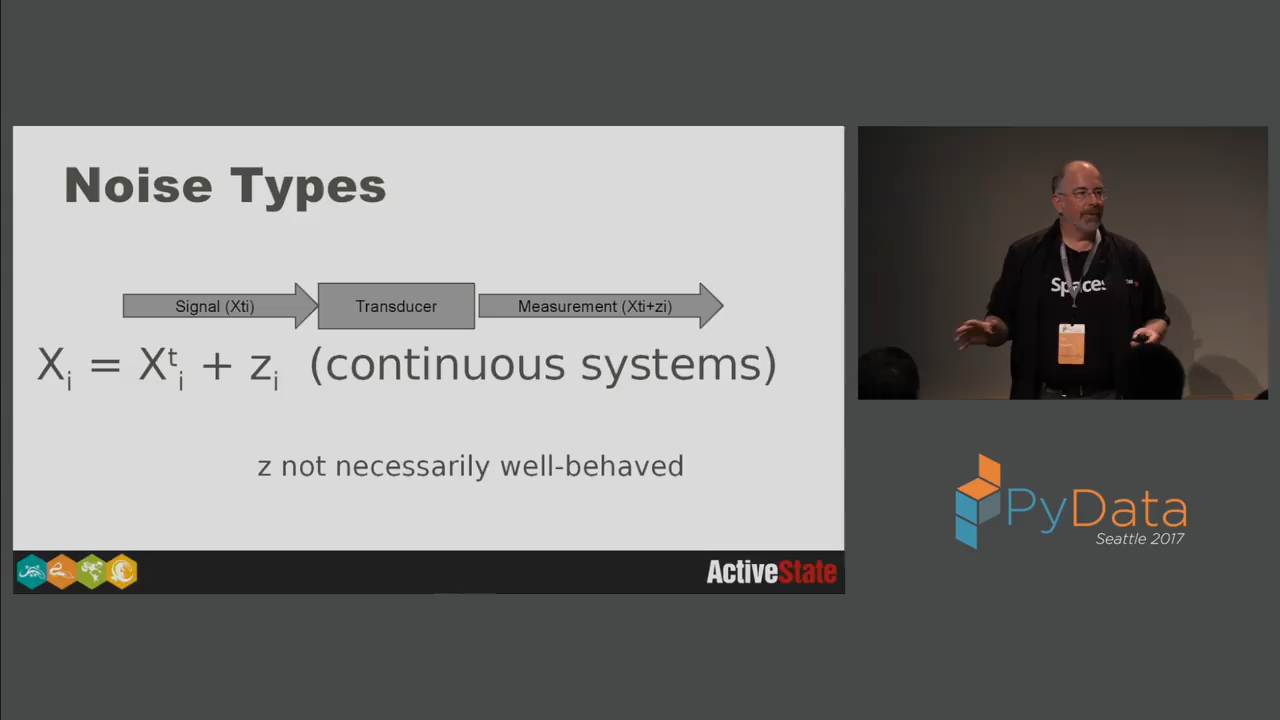 Noise Types
Signal (Xti)
Transducer
Measurement (Xti+zi)
Xᵢ = Xᵗᵢ + zᵢ (continuous systems)
z not necessarily well-behaved
ActiveState
Spaces
PyData
Seattle 2017